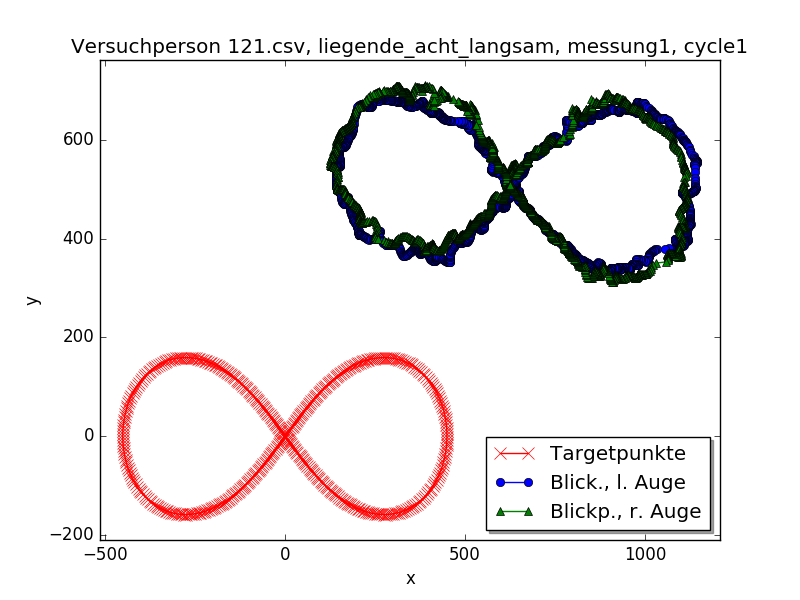 Versuchperson 121.csv, liegende_acht_langsam, messung1, cycle1
y
600
400
200
0
−200
−500
0
500
1000
x
Targetpunkte
Blick., l. Auge
Blickp., r. Auge